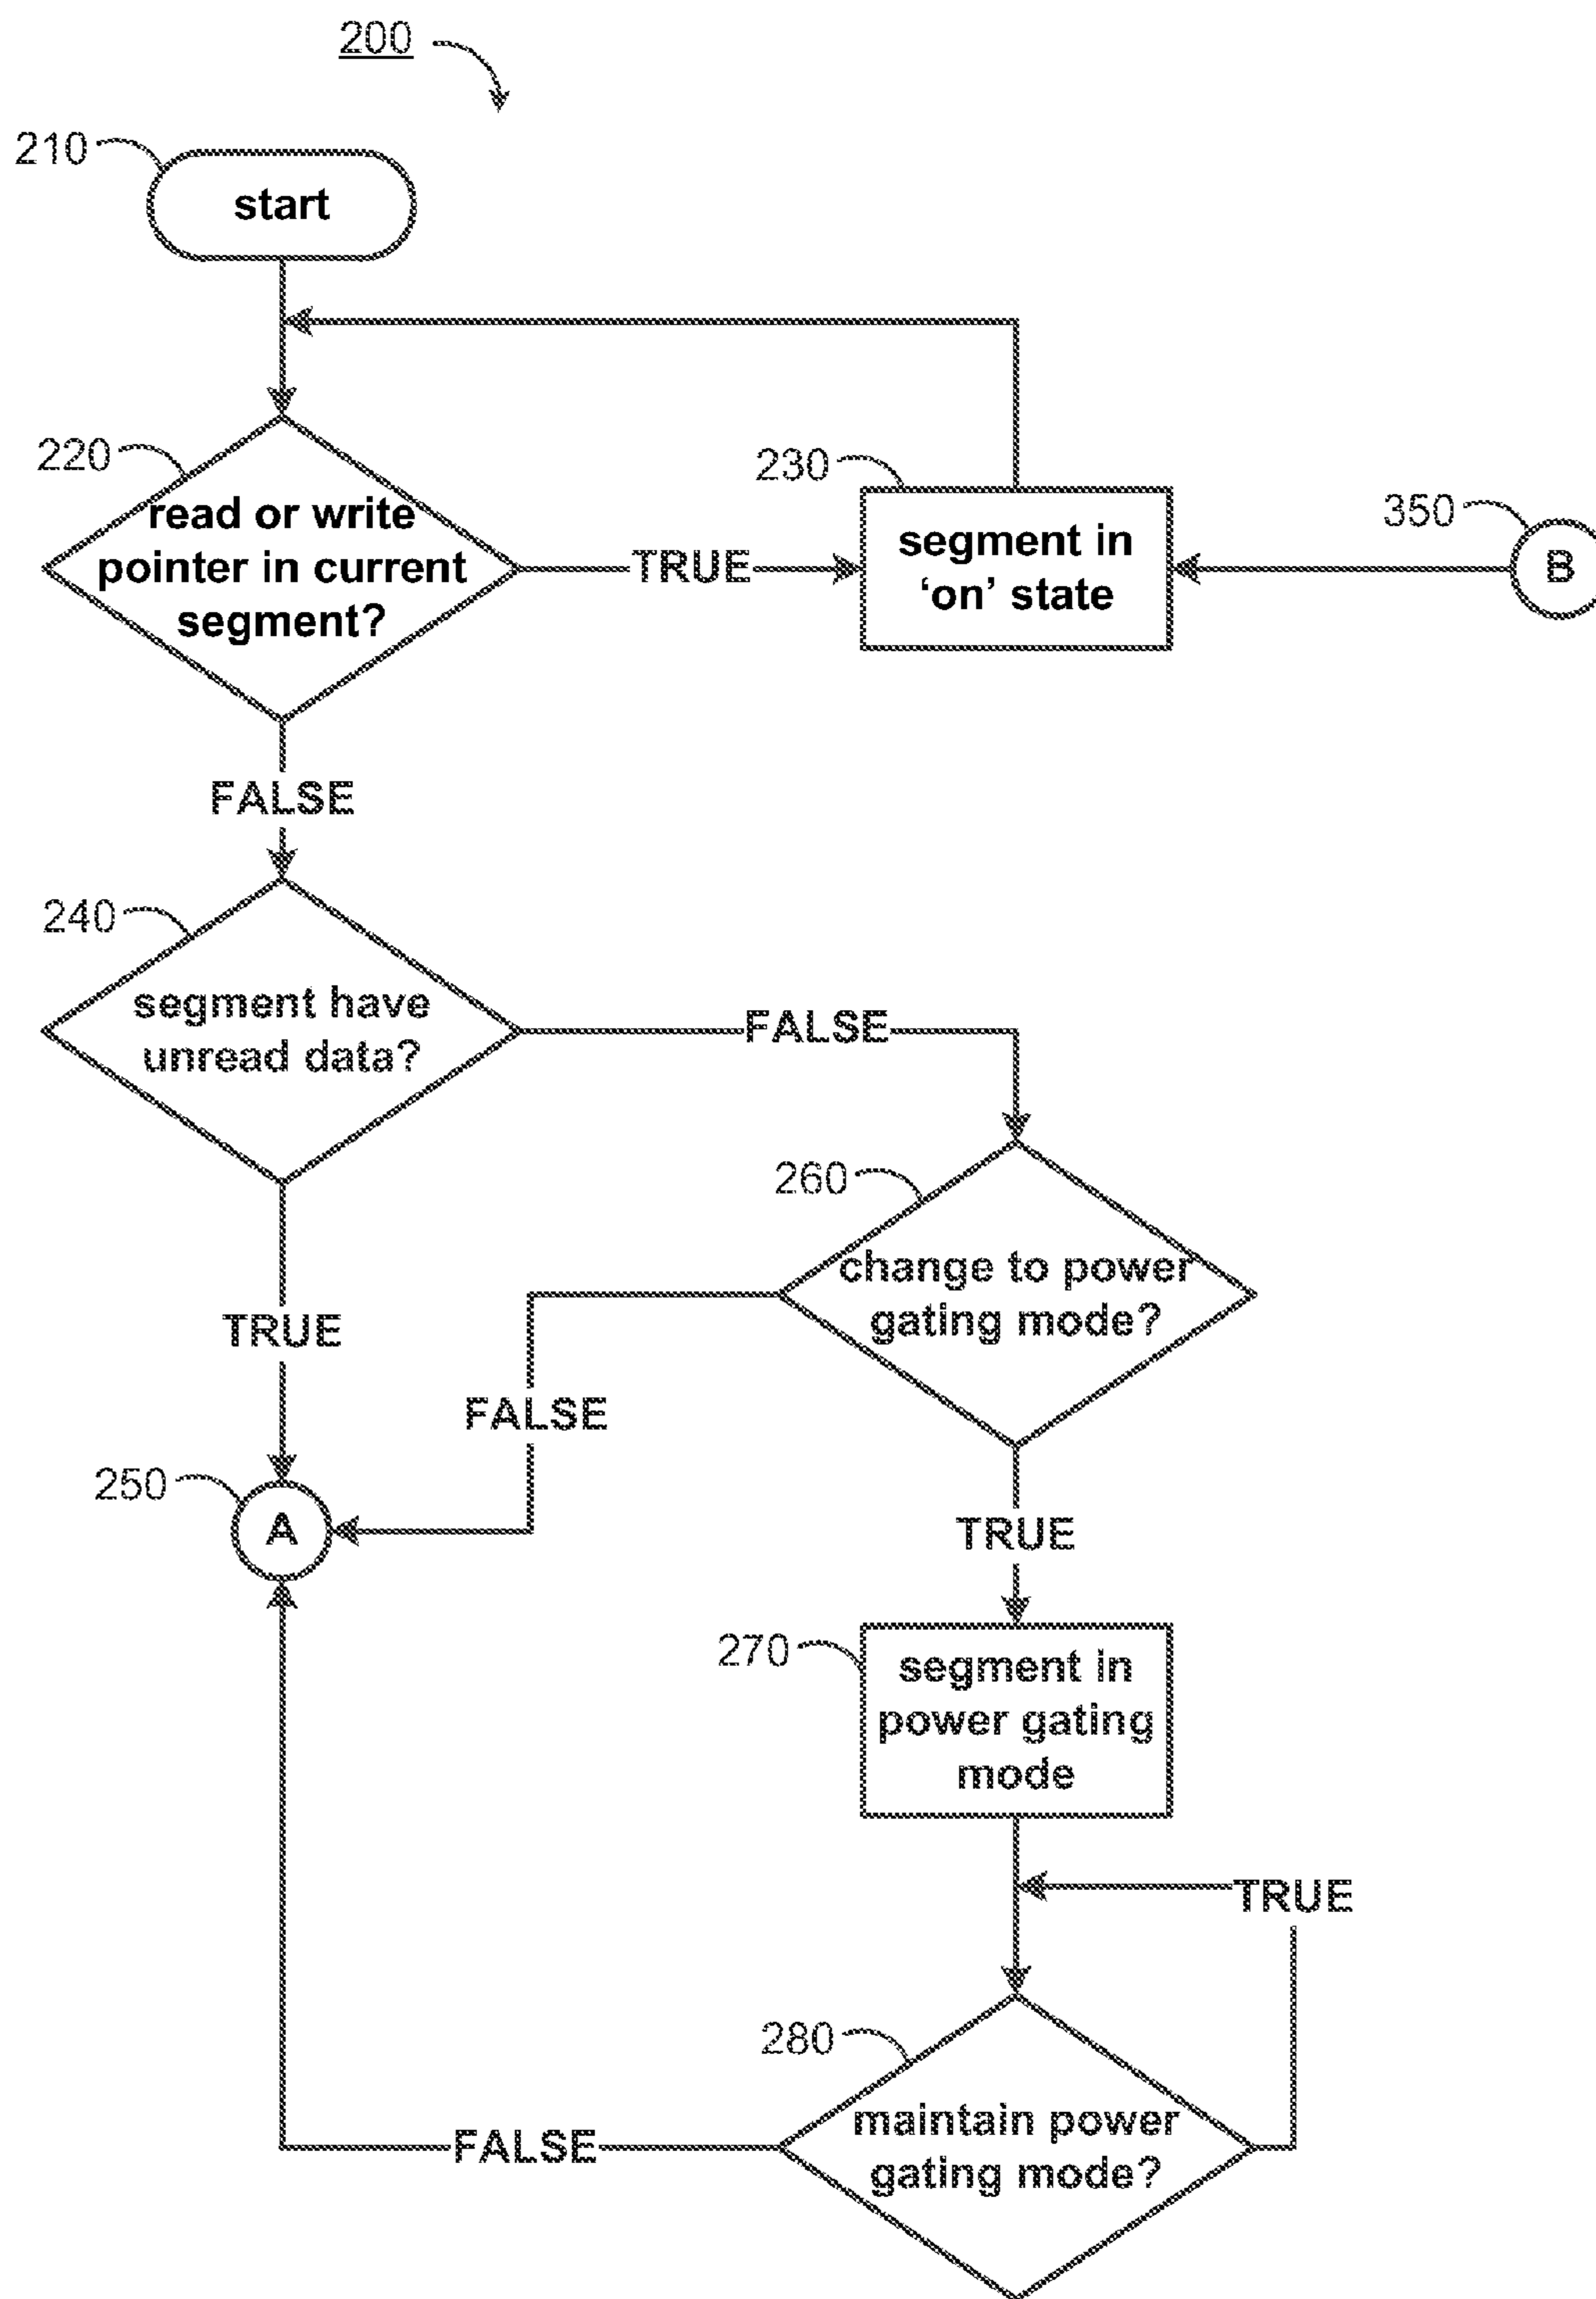 200
210
start
220
read or write
pointer in current
segment?
TRUE
230
segment in
‘on’ state
350
B
FALSE
240
segment have
unread data?
FALSE
260
change to power
gating mode?
TRUE
FALSE
250
A
TRUE
270
segment in
power gating
mode
TRUE
280
maintain power
gating mode?
FALSE